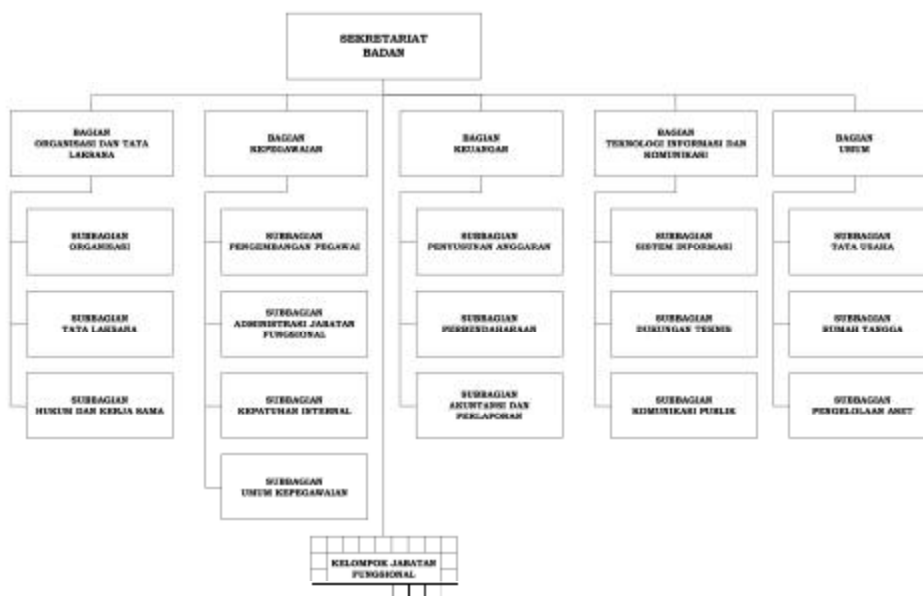 SEKRETARIAT
BADAN
BAGIAN
ORGANISASI DAN TATA
LAKSANA
BAGIAN
KEPEGAWAIAN
BAGIAN
KEUANGAN
BAGIAN
TEKNOLOGI INFORMASI DAN
KOMUNIKASI
BAGIAN
UMUM
SUBBAGIAN
ORGANISASI
SUBBAGIAN
PENGEMBANGAN PEGAWAI
SUBBAGIAN
PENYUSUNAN ANGGARAN
SUBBAGIAN
SISTEM INFORMASI
SUBBAGIAN
TATA USAHA
SUBBAGIAN
TATA LAKSANA
SUBBAGIAN
ADMINISTRASI JABATAN
FUNGSIONAL
SUBBAGIAN
PERBENDAHARAAN
SUBBAGIAN
DUKUNGAN TEKNIS
SUBBAGIAN
RUMAH TANGGA
SUBBAGIAN
HUKUM DAN KERJA SAMA
SUBBAGIAN
KEPATUHAN INTERNAL
SUBBAGIAN
AKUNTANSI DAN
PELAPORAN
SUBBAGIAN
KOMUNIKASI PUBLIK
SUBBAGIAN
PENGELOLAAN ASET
SUBBAGIAN
UMUM KEPEGAWAIAN
KELOMPOK JABATAN
FUNGSIONAL